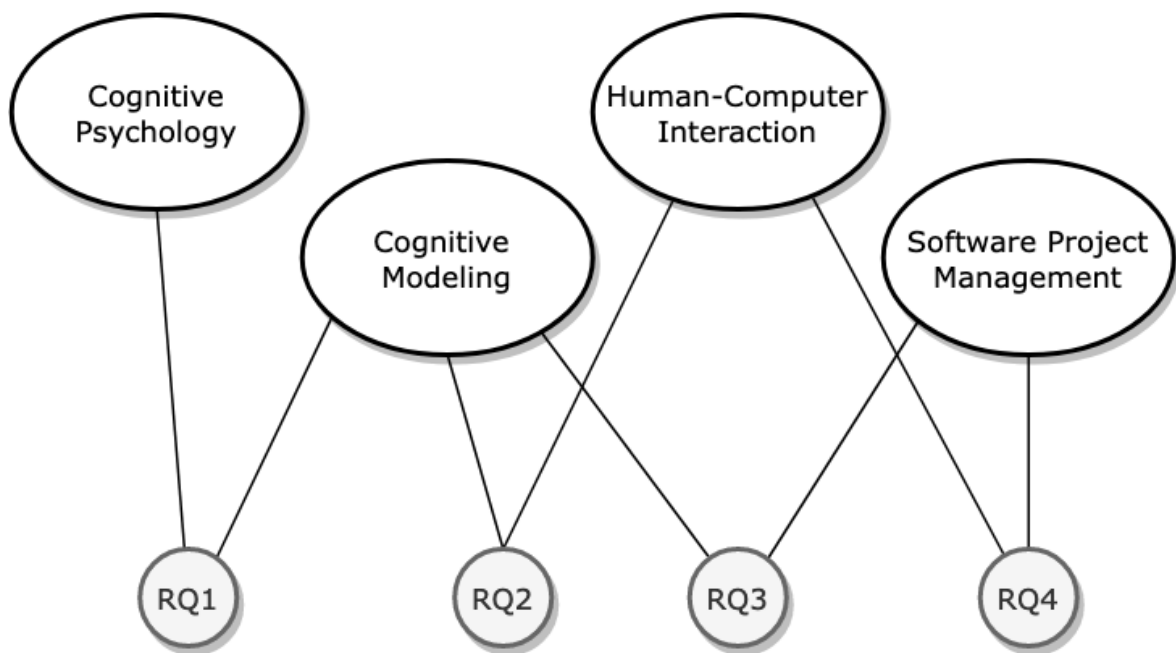 Cognitive
Psychology
Human-Computer
Interaction
Cognitive
Modeling
Software Project
Management
RQ1
RQ2
RQ3
RQ4